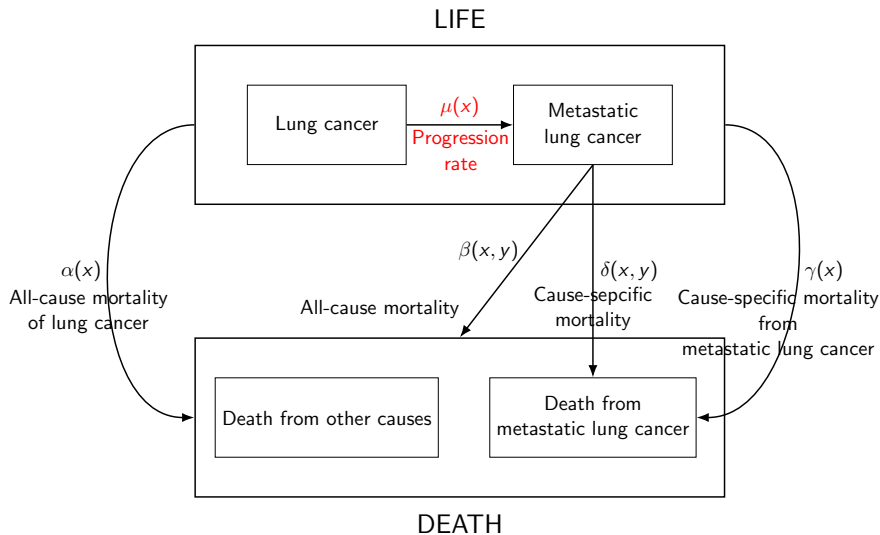 LIFE
Lung cancer
μ(x)
Progression
rate
Metastatic
lung cancer
α(x)
All-cause mortality
of lung cancer
β(x, y)
All-cause mortality
δ(x, y)
Cause-sepcific
mortality
γ(x)
Cause-specific mortality
from
metastatic lung cancer
Death from other causes
Death from
metastatic lung cancer
DEATH